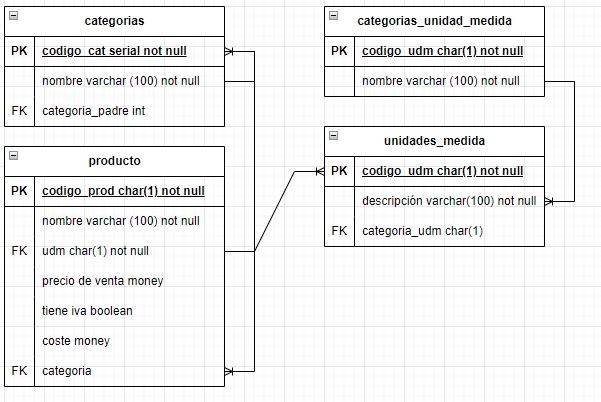 categorias
PK codigo_cat serial not null
nombre varchar (100) not null
FK categoria_padre int
producto
PK codigo_prod char(1) not null
nombre varchar (100) not null
FK udm char(1) not null
precio de venta money
tiene iva boolean
coste money
FK categoria
categorias_unidad_medida
PK codigo_udm char(1) not null
nombre varchar (100) not null
unidades_medida
PK codigo_udm char(1) not null
descripción varchar(100) not null
FK categoria_udm char(1)